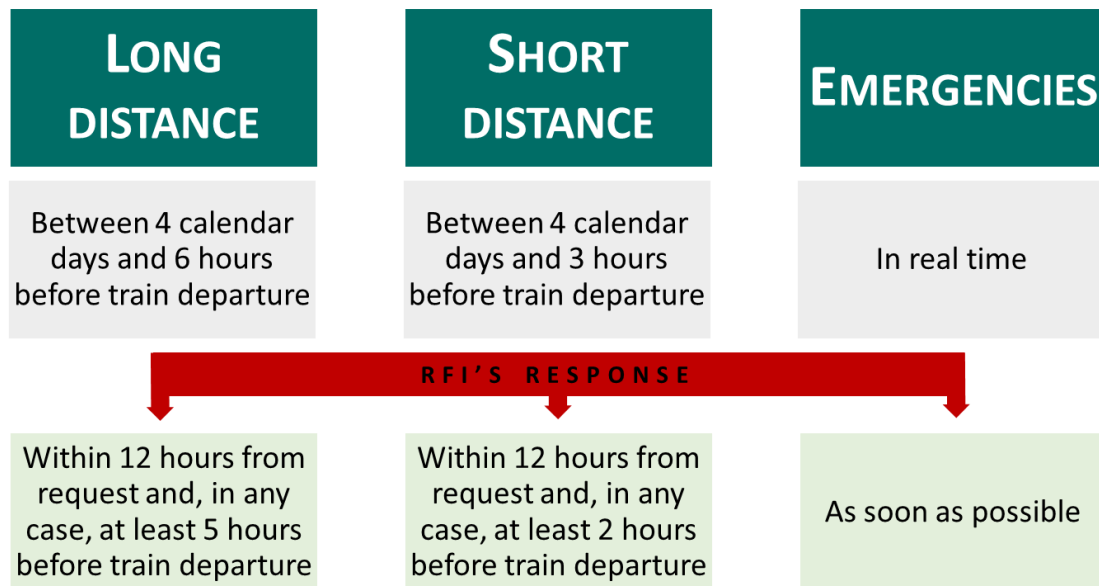 LONG
DISTANCE
SHORT
DISTANCE
EMERGENCIES
Between 4 calendar
days and 6 hours
before train departure
Between 4 calendar
days and 3 hours
before train departure
In real time
RFI'S RESPONSE
Within 12 hours from
request and, in any
case, at least 5 hours
before train departure
Within 12 hours from
request and, in any
case, at least 2 hours
before train departure
As soon as possible